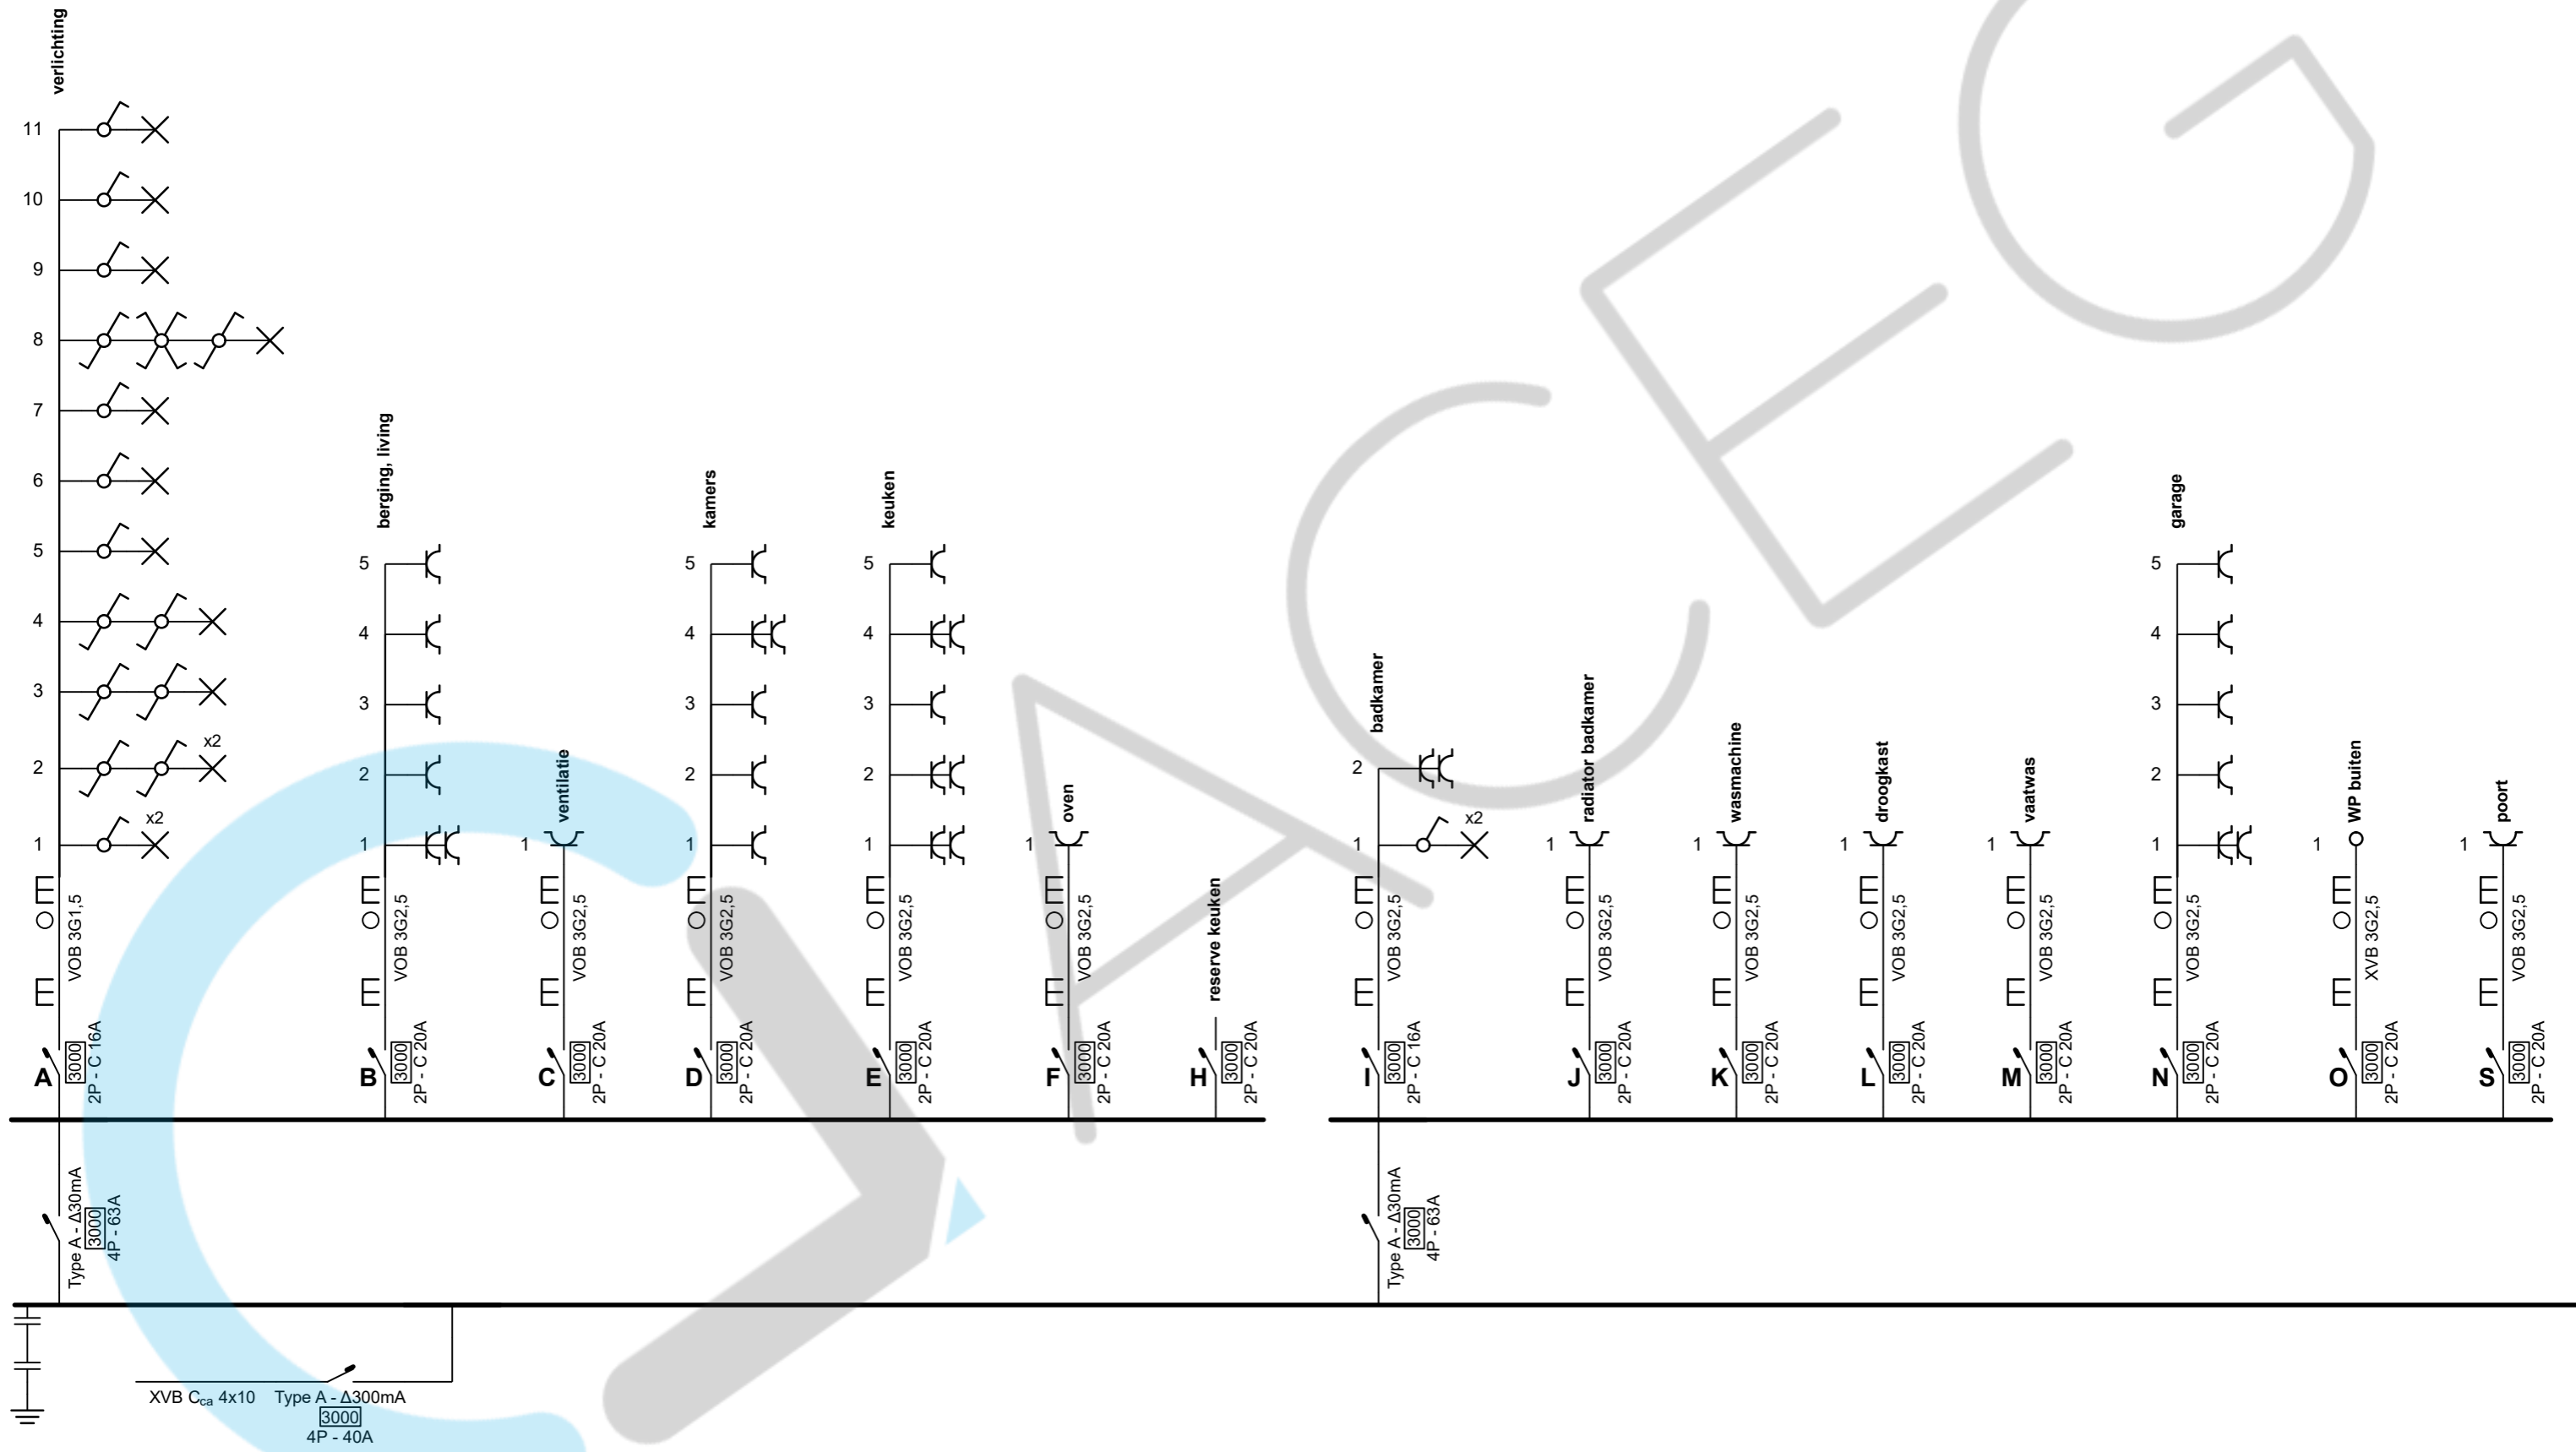 verlichting
11
10
9
8
7
6
5
4
3
x2
2
x2
1
VOB 3G1,5
A
3000
2P - C 16A
berging, living
5
4
3
2
1
VOB 3G2,5
B
3000
2P - C 20A
ventilatie
1
VOB 3G2,5
C
3000
2P - C 20A
kamers
5
4
3
2
1
VOB 3G2,5
D
3000
2P - C 20A
keuken
5
4
3
2
1
VOB 3G2,5
E
3000
2P - C 20A
oven
1
VOB 3G2,5
F
3000
2P - C 20A
reserve keuken
H
3000
2P - C 20A
badkamer
2
x2
1
VOB 3G2,5
I
3000
2P - C 16A
radiator badkamer
1
VOB 3G2,5
J
3000
2P - C 20A
wasmachine
1
VOB 3G2,5
K
3000
2P - C 20A
droogkast
1
VOB 3G2,5
L
3000
2P - C 20A
vaatwas
1
VOB 3G2,5
M
3000
2P - C 20A
garage
5
4
3
2
1
VOB 3G2,5
N
3000
2P - C 20A
WP buiten
1
XVB 3G2,5
O
3000
2P - C 20A
poort
1
VOB 3G2,5
S
3000
2P - C 20A
Type A - Δ30mA
3000
4P - 63A
Type A - Δ30mA
3000
4P - 63A
XVB Cca 4x10 Type A - Δ300mA
3000
4P - 40A
ACEG